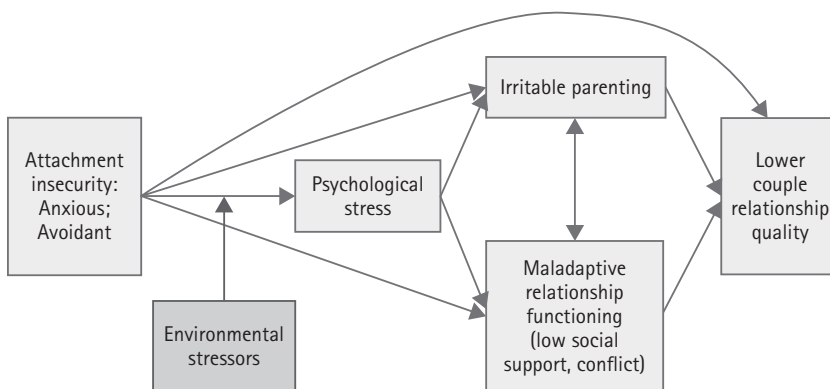 Irritable parenting
Attachment
insecurity:
Anxious;
Avoidant
Psychological
stress
Lower
couple
relationship
quality
Maladaptive
relationship
functioning
(low social
support, conflict)
Environmental
stressors